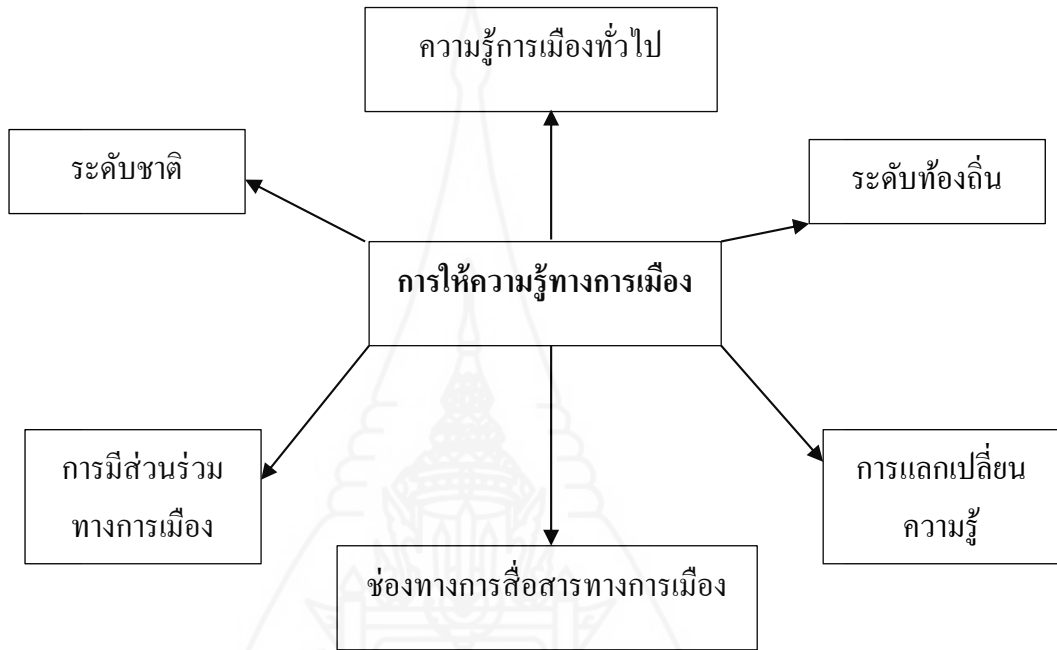 ความรู้การเมืองทั่วไป
ระดับชาติ
ระดับท้องถิ่น
การให้ความรู้ทางการเมือง
การมีส่วนร่วม
ทางการเมือง
การแลกเปลี่ยน
ความรู้
ช่องทางการสื่อสารทางการเมือง